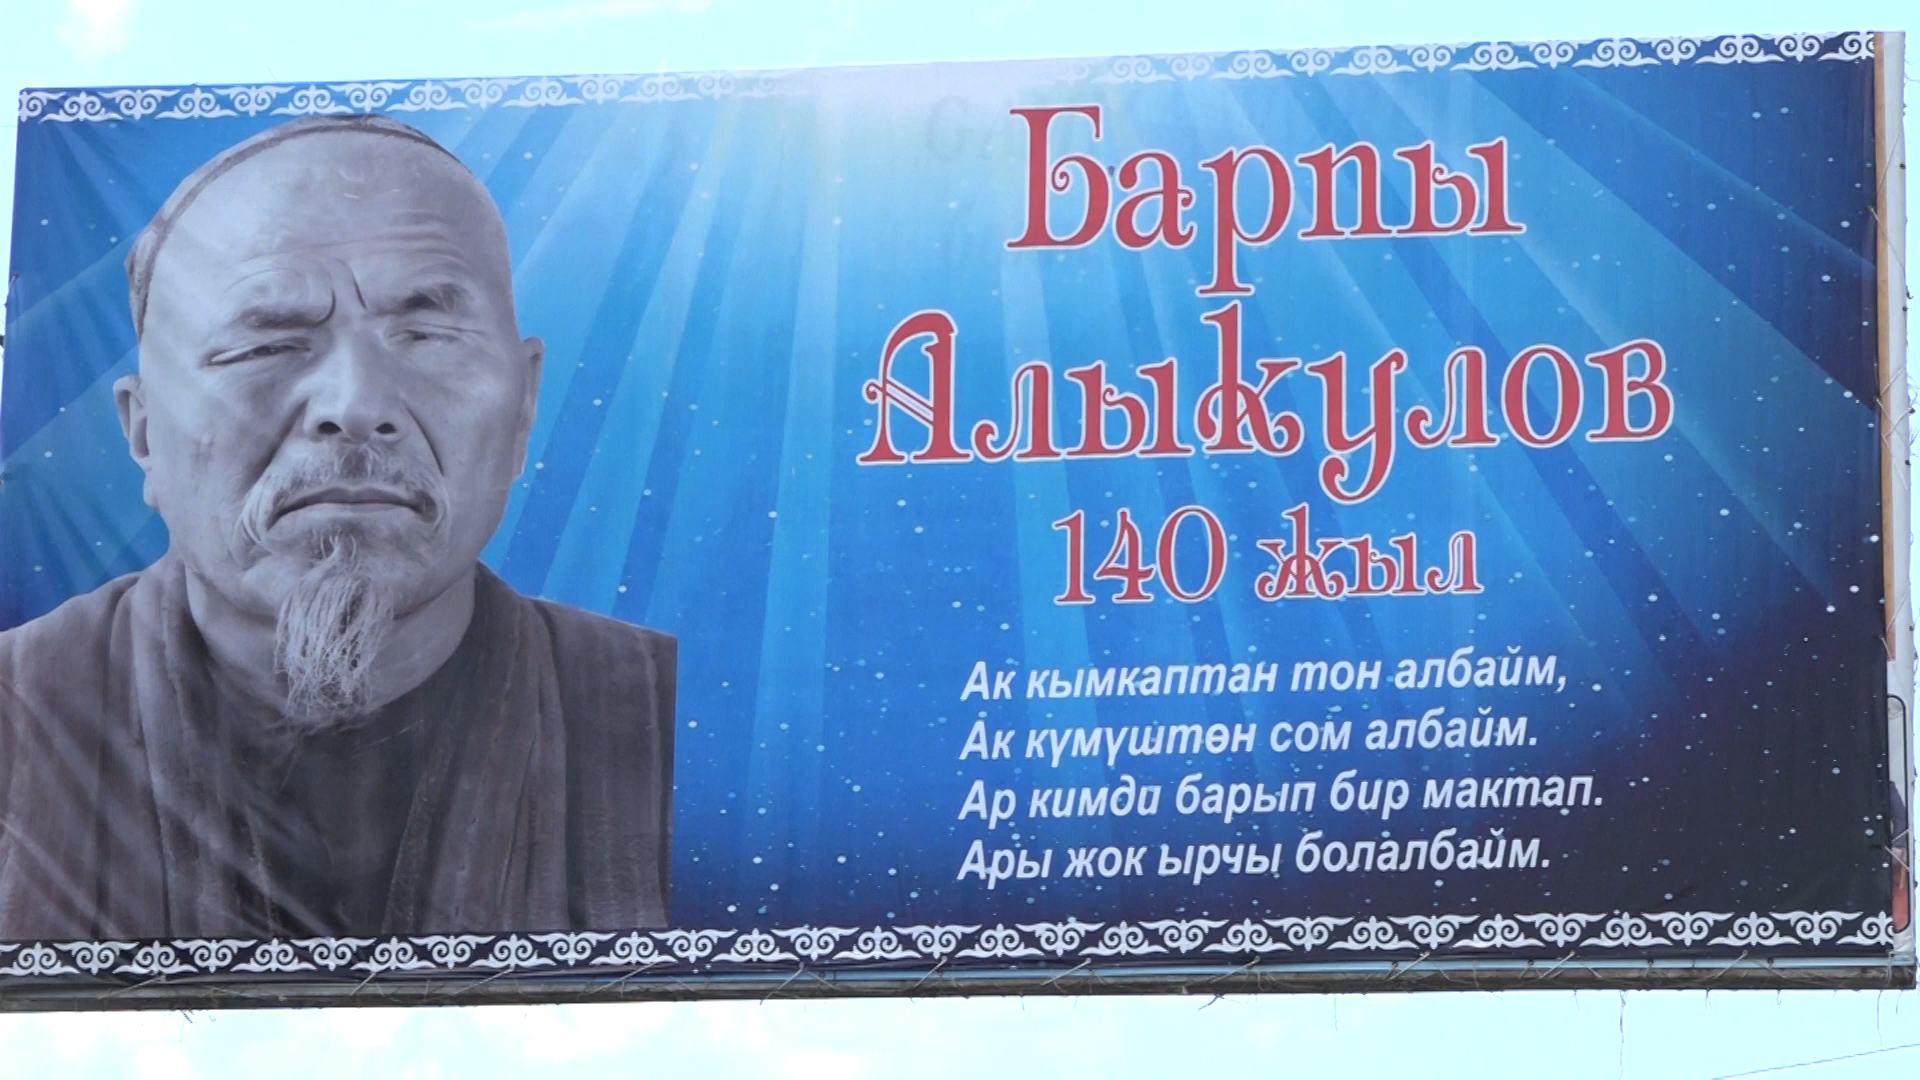 Барпы
Алыкулов
140 жыл
Ак кымкаптан тон албайм,
Ак күмүштөн сом албайм.
Ар кимди барып бир мактап.
Ары жок ырчы болалбайм.